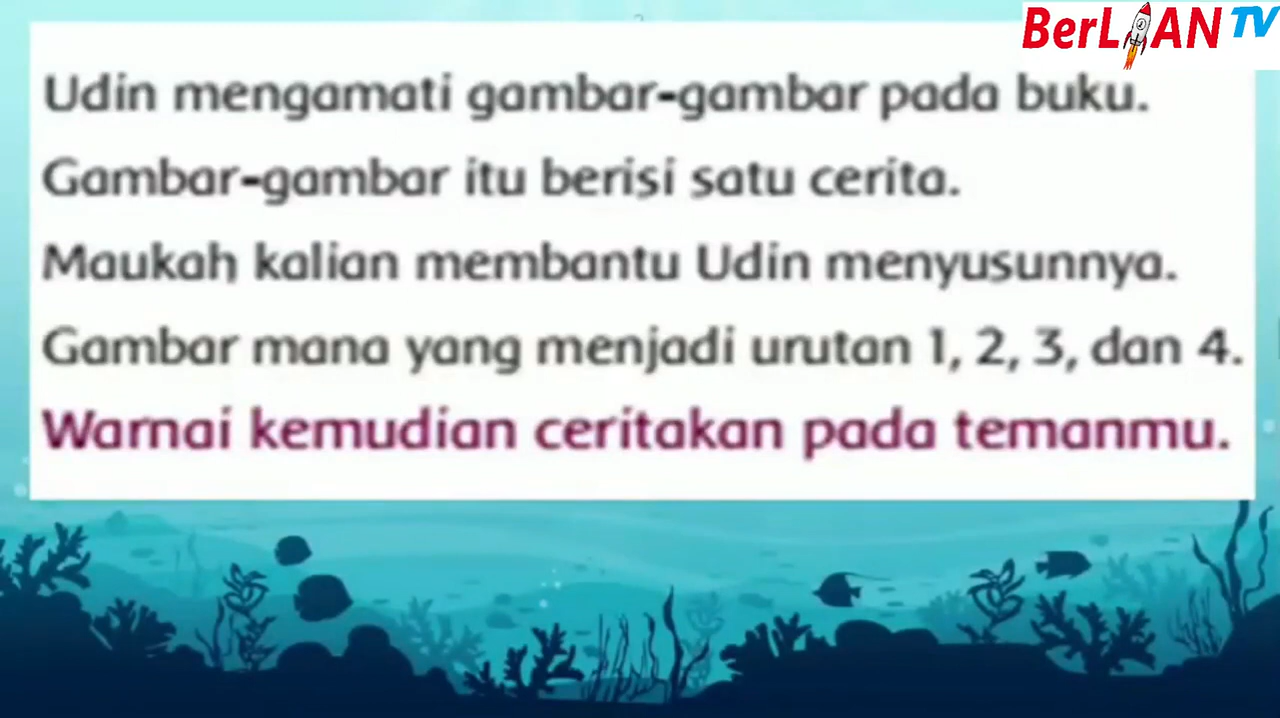 BerLIAN TV
Udin mengamati gambar-gambar pada buku.
Gambar-gambar itu berisi satu cerita.
Maukah kalian membantu Udin menyusunnya.
Gambar mana yang menjadi urutan 1, 2, 3, dan 4.
Warnai kemudian ceritakan pada temanmu.